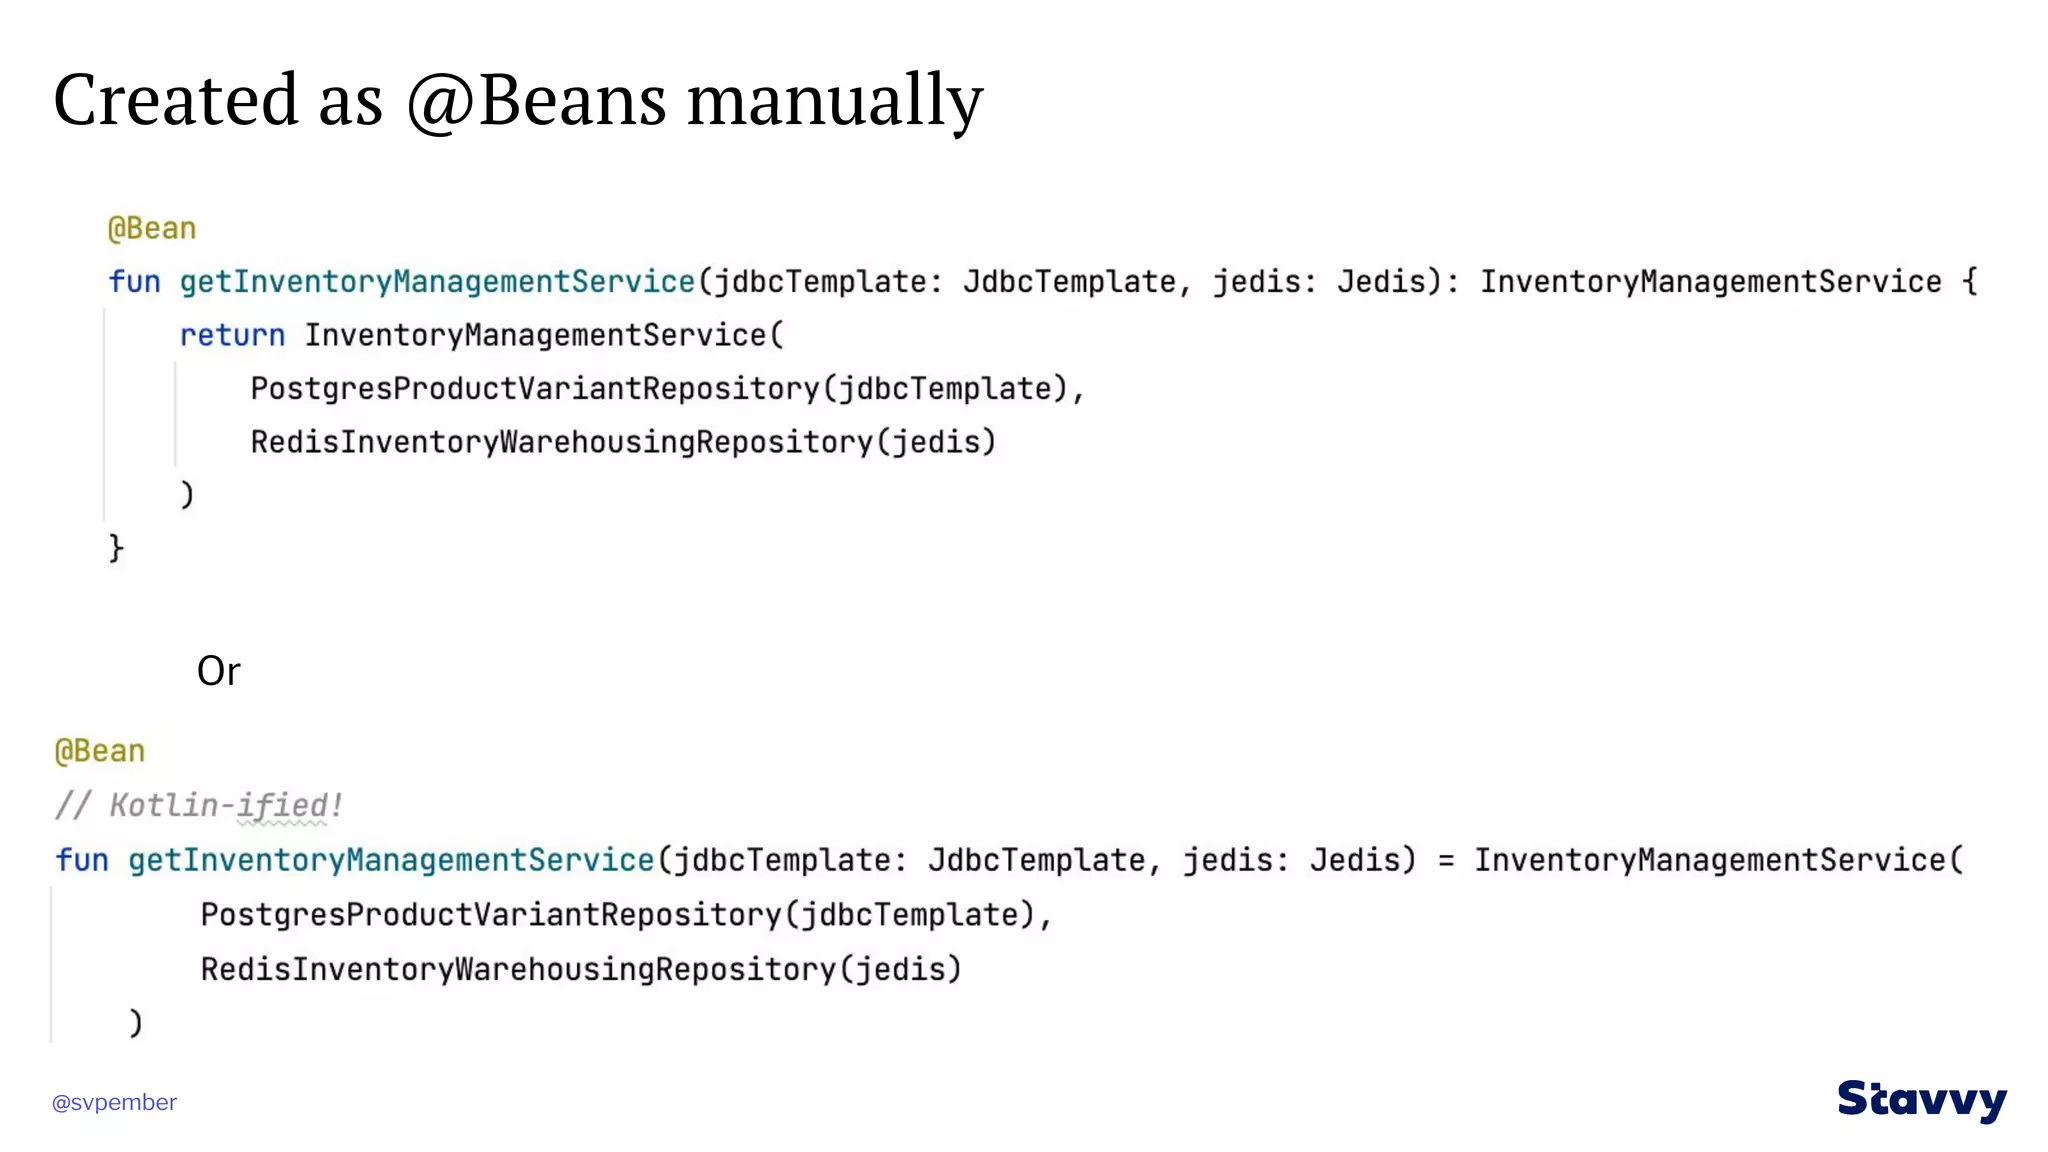 Created as @Beans manually
@Bean
fun getInventoryManagementService(jdbcTemplate: JdbcTemplate, jedis: Jedis): InventoryManagementService {
return InventoryManagementService(
PostgresProductVariantRepository(jdbcTemplate),
RedisInventoryWarehousingRepository(jedis)
)
}
Or
@Bean
// Kotlin-ified!
fun getInventoryManagementService(jdbcTemplate: JdbcTemplate, jedis: Jedis) = InventoryManagementService(
PostgresProductVariantRepository(jdbcTemplate),
RedisInventoryWarehousingRepository(jedis)
)
@svpember
Stavvy